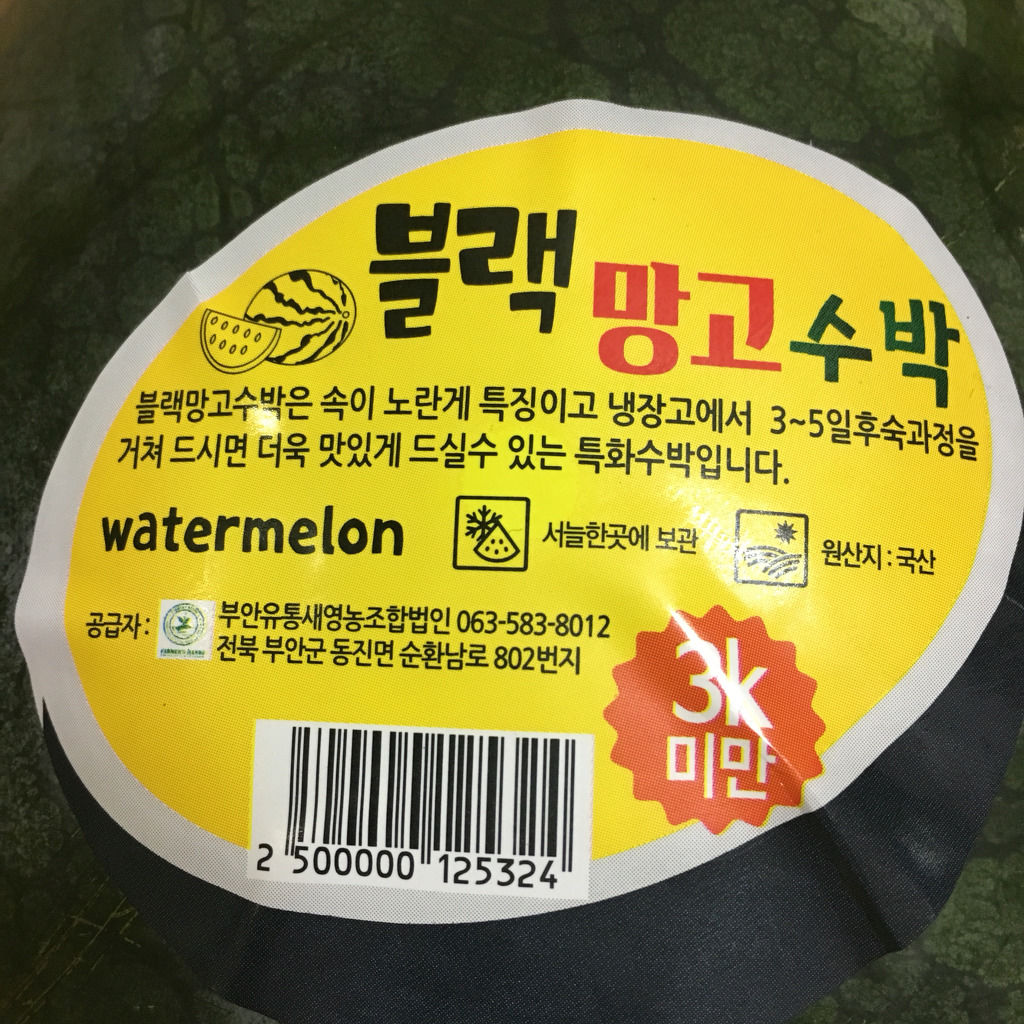 블랙망고수박
블랙망고수박은 속이 노란게 특징이고 냉장고에서 3~5일후숙과정을
거쳐 드시면 더욱 맛있게 드실수 있는 특화수박입니다.
watermelon
서늘한곳에 보관
원산지 : 국산
공급자 :
부안유통새영농조합법인 063-583-8012
전북 부안군 동진면 순환남로 802번지
3k
미만
2 500000 125324